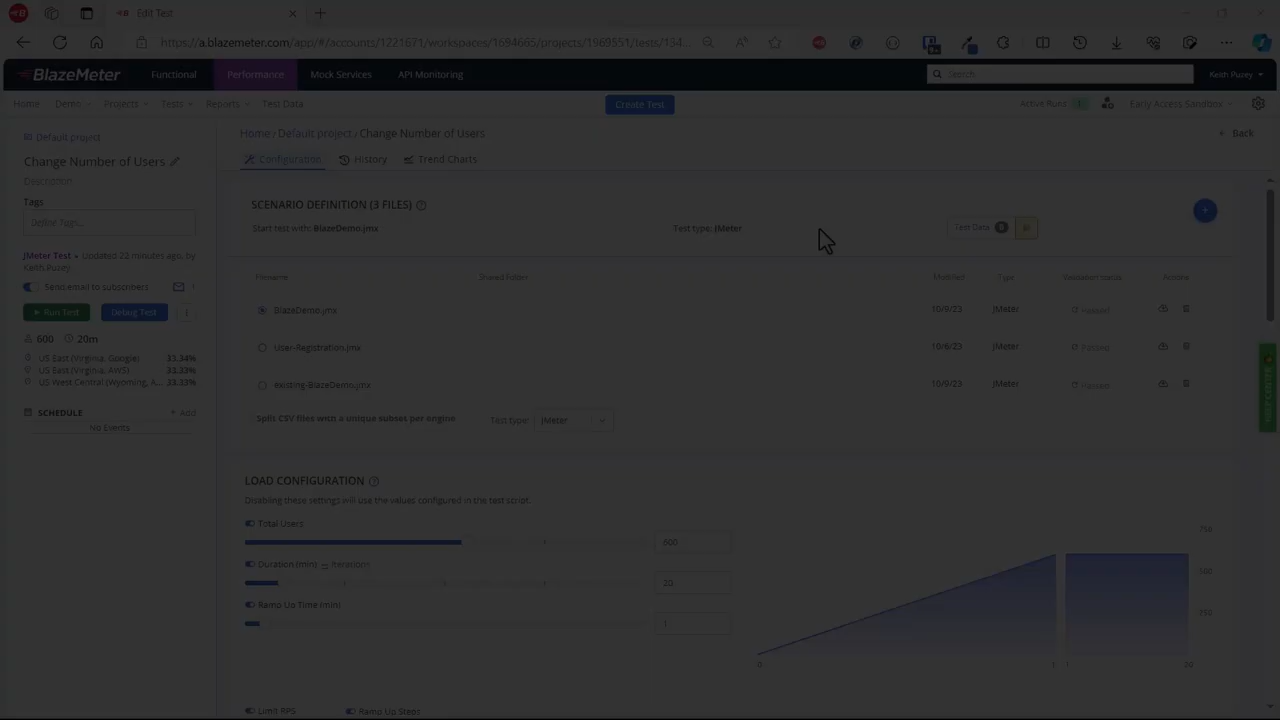 Edit Test
https://a.blazemeter.com/app/#/accounts/1221671/workspaces/1694665/projects/1969551/tests/134...
BlazeMeter Functional Performance Mock Services API Monitoring Search Keith Pusey
Home Demo Projects Tests Reports Test Data Create Test Active Runs Early Access Sandbox
Default project
Change Number of Users
Description
Tags
Define Tags...
JMeter Test • Updated 22 minutes ago, by
Keith.Pusey
Send email to subscribers
Run Test Debug Test
600 20m
US East (Virginia, Google) 33.34%
US East (Virginia, AWS) 33.33%
US West Central (Wyoming, A... 33.33%
SCHEDULE + Add
No Events
Home / Default project / Change Number of Users Back
Configuration History Trend Charts
SCENARIO DEFINITION (3 FILES)
Start test with: BlazeDemo.jmx Test type: JMeter Test Data
Filename Shared Folder Modified Type Validation status Actions
BlazeDemo.jmx 10/9/23 JMeter Passed
User-Registration.jmx 10/6/23 JMeter Passed
existing-BlazeDemo.jmx 10/9/23 JMeter Passed
Split CSV files with a unique subset per engine Test type: JMeter
HELP CENTER
LOAD CONFIGURATION
Disabling these settings will use the values configured in the test script.
Total Users
600
Duration (min) Iterations
20
Ramp Up Time (min)
1
750
500
250
0 1 1 20
Limit RPS Ramp Up Steps